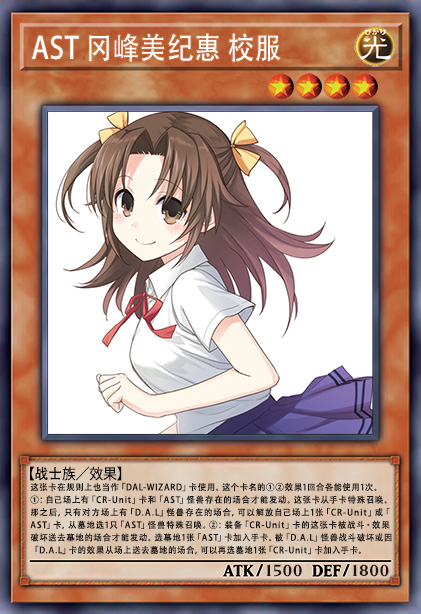 AST 冈峰美纪惠 校服
ひかり
光
【战士族／效果】
这张卡在规则上也当作「DAL-WIZARD」卡使用。这个卡名的①②效果1回合各能使用1次。
①：自己场上有「CR-Unit」卡和「AST」怪兽存在的场合才能发动。这张卡从手卡特殊召唤。
那之后，只有对方场上有「D.A.L」怪兽存在的场合，可以解放自己场上1张「CR-Unit」或「
AST」卡，从墓地选1只「AST」怪兽特殊召唤。②：装备「CR-Unit」卡的这张卡被战斗·效果
破坏送去墓地的场合才能发动。选墓地1张「AST」卡加入手卡。被「D.A.L」怪兽战斗破坏或因
「D.A.L」卡的效果从场上送去墓地的场合，可以再选墓地1张「CR-Unit」卡加入手卡。
ATK/1500 DEF/1800